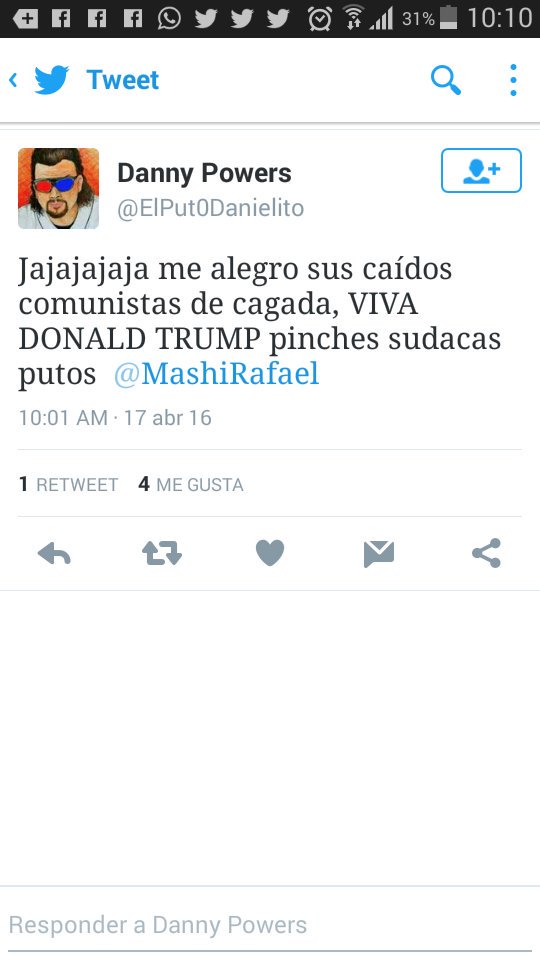 31% 10:10
Tweet
Danny Powers
@ElPut0Danielito
Jajajajaja me alegro sus caídos
comunistas de cagada, VIVA
DONALD TRUMP pinches sudacas
putos @MashiRafael
10:01 AM · 17 abr 16
1 RETWEET 4 ME GUSTA
Responder a Danny Powers